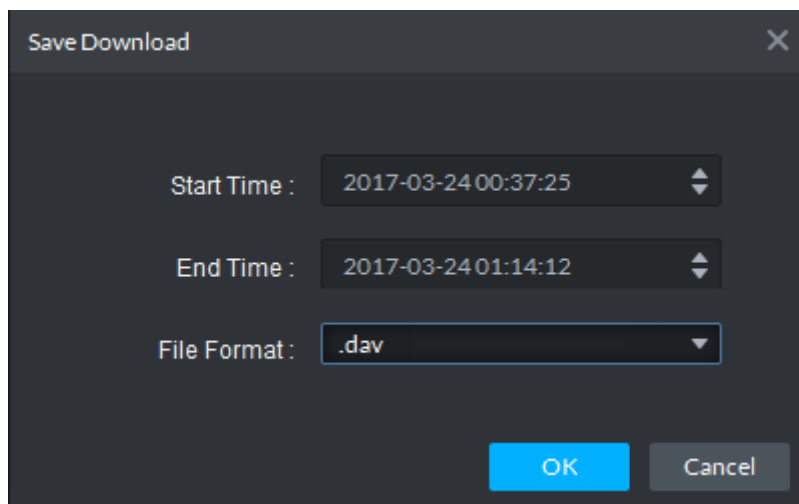 Save Download
Start Time : 2017-03-24 00:37:25
End Time : 2017-03-24 01:14:12
File Format : .dav
OK Cancel